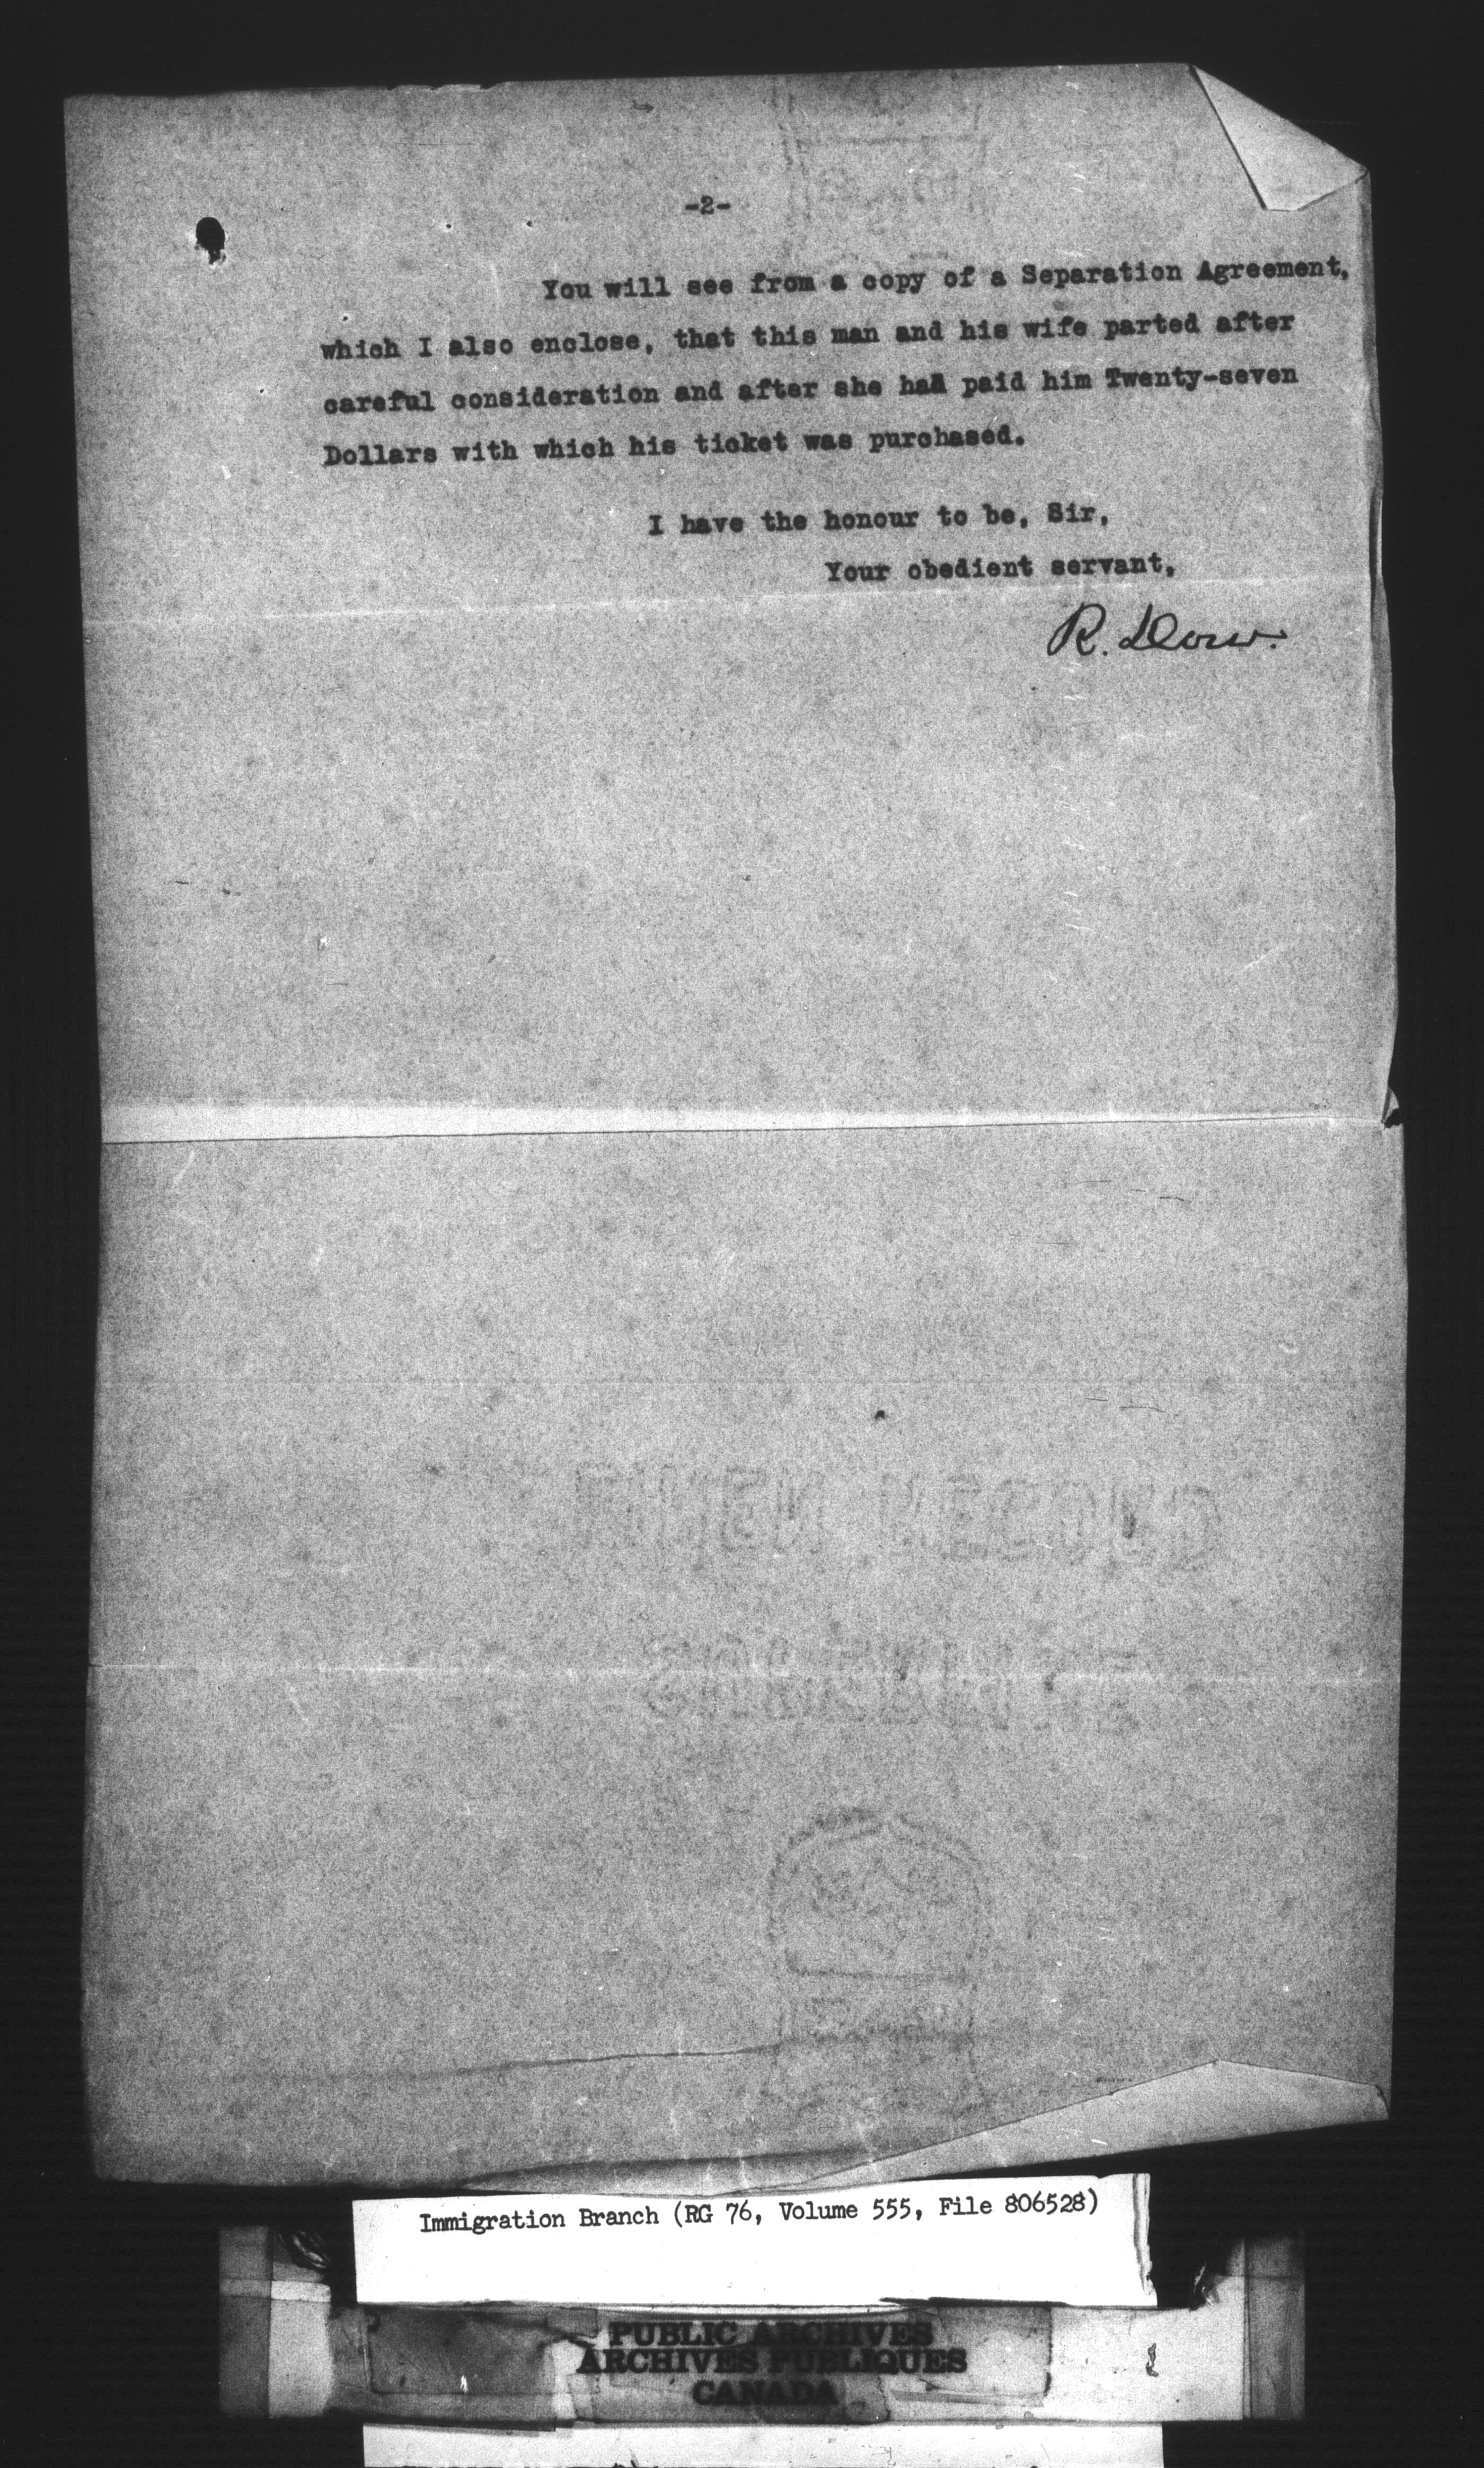 -2-
You will see from a copy of a Separation Agreement,
which I also enclose, that this man and his wife parted after
careful consideration and after she had paid him Twenty-seven
Dollars with which his ticket was purchased.
I have the honour to be, Sir,
Your obedient servant,
R. Dow.
Immigration Branch (RG 76, Volume 555, File 806528)
PUBLIC ARCHIVES
ARCHIVES PUBLIQUES
CANADA